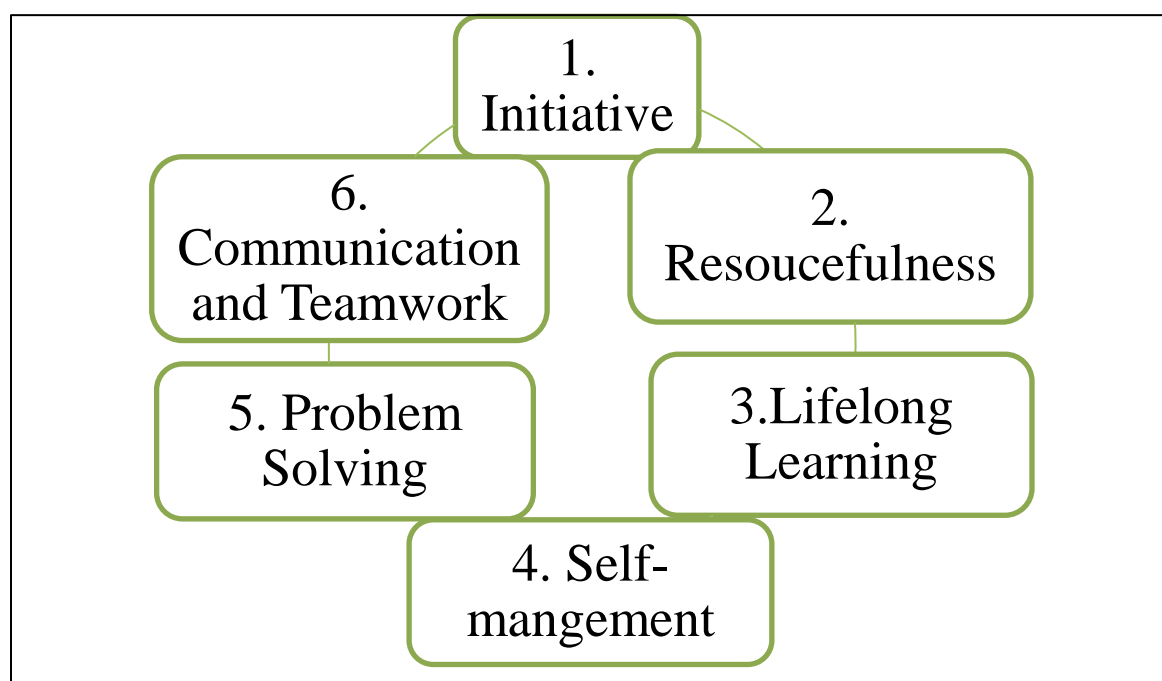 1.
Initiative
2.
Resoucefulness
3.Lifelong
Learning
4. Self-
mangement
5. Problem
Solving
6.
Communication
and Teamwork